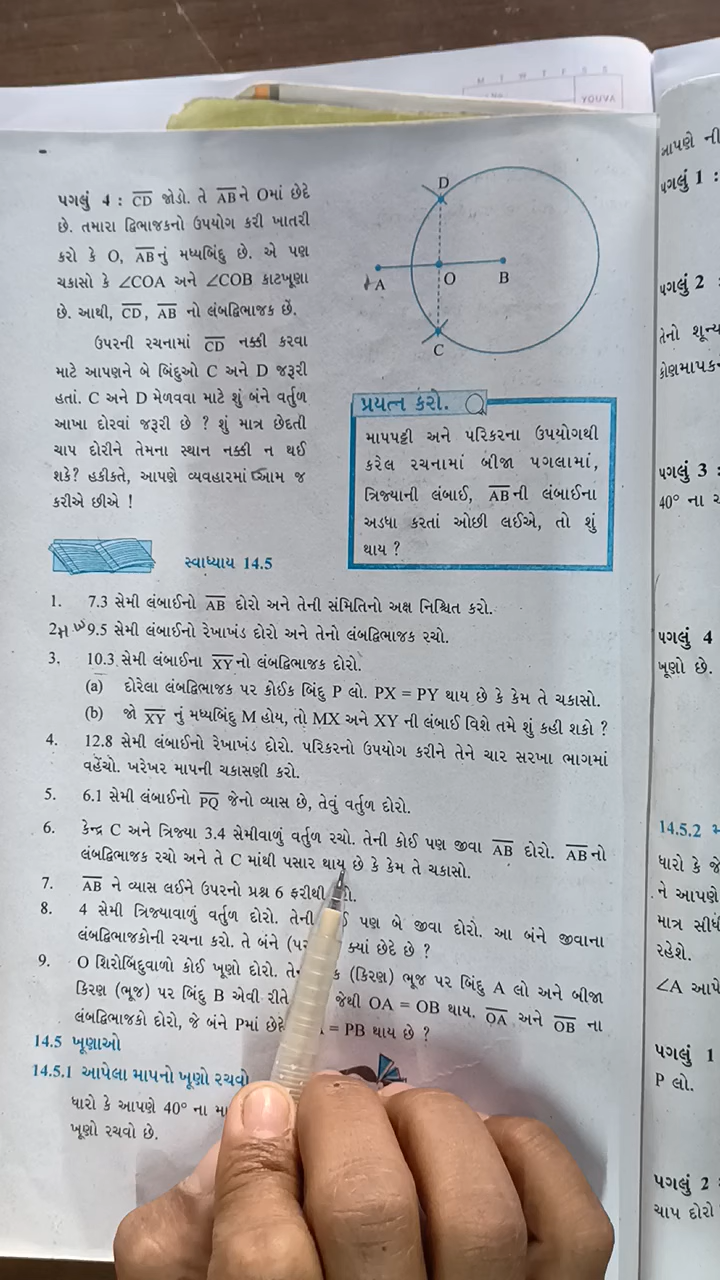 M T W T F S S
YOUVA
પગલું 4 : CD જોડો. તે ABને Oમાં છેદે
છે. તમારા દ્વિભાજકનો ઉપયોગ કરી ખાતરી
કરો કે O, ABનું મધ્યબિંદુ છે. એ પણ
ચકાસો કે ∠COA અને ∠COB કાટખૂણા
છે. આથી, CD, AB નો લંબદ્વિભાજક છે.
ઉપરની રચનામાં CD નક્કી કરવા
માટે આપણને બે બિંદુઓ C અને D જરૂરી
હતાં. C અને D મેળવવા માટે શું બંને વર્તુળ
આખા દોરવાં જરૂરી છે ? શું માત્ર છેદતી
ચાપ દોરીને તેમના સ્થાન નક્કી ન થઈ
શકે? હકીકતે, આપણે વ્યવહારમાં આમ જ
કરીએ છીએ !
D
A
O
B
C
પ્રયત્ન કરો.
માપપટ્ટી અને પરિકરના ઉપયોગથી
કરેલ રચનામાં બીજા પગલામાં,
ત્રિજ્યાની લંબાઈ, ABની લંબાઈના
અડધા કરતાં ઓછી લઈએ, તો શું
થાય ?
સ્વાધ્યાય 14.5
1. 7.3 સેમી લંબાઈનો AB દોરો અને તેની સંમિતિનો અક્ષ નિશ્ચિત કરો.
2 9.5 સેમી લંબાઈનો રેખાખંડ દોરો અને તેનો લંબદ્વિભાજક રચો.
3. 10.3 સેમી લંબાઈના XYનો લંબદ્વિભાજક દોરો.
(a) દોરેલા લંબદ્વિભાજક પર કોઈક બિંદુ P લો. PX = PY થાય છે કે કેમ તે ચકાસો.
(b) જો XY નું મધ્યબિંદુ M હોય, તો MX અને XY ની લંબાઈ વિશે તમે શું કહી શકો ?
4. 12.8 સેમી લંબાઈનો રેખાખંડ દોરો. પરિકરનો ઉપયોગ કરીને તેને ચાર સરખા ભાગમાં
વહેંચો. ખરેખર માપની ચકાસણી કરો.
5. 6.1 સેમી લંબાઈનો PQ જેનો વ્યાસ છે, તેવું વર્તુળ દોરો.
6. કેન્દ્ર C અને ત્રિજ્યા 3.4 સેમીવાળું વર્તુળ રચો. તેની કોઈ પણ જીવા AB દોરો. ABનો
લંબદ્વિભાજક રચો અને તે C માંથી પસાર થાય છે કે કેમ તે ચકાસો.
7. AB ને વ્યાસ લઈને ઉપરનો પ્રશ્ન 6 ફરીથી
8. 4 સેમી ત્રિજ્યાવાળું વર્તુળ દોરો. તેની પણ બે જીવા દોરો. આ બંને જીવાના
લંબદ્વિભાજકોની રચના કરો. તે બંને ક્યાં છેદે છે ?
9. O શિરોબિંદુવાળો કોઈ ખૂણો દોરો. (કિરણ) ભૂજ પર બિંદુ A લો અને બીજા
કિરણ (ભૂજ) પર બિંદુ B એવી રીતે જેથી OA = OB થાય. OA અને OB ના
લંબદ્વિભાજકો દોરો, જે બંને Pમાં = PB થાય છે ?
14.5 ખૂણાઓ
14.5.1 આપેલા માપનો ખૂણો રચવો
ધારો કે આપણે 40° ના
ખૂણો રચવો છે.
આપણે
પગલું 1 :
પગલું 2 :
તેનો
પગલું 3 :
40° ના
પગલું 4
ખૂણો છે.
14.5.2
ધારો કે જે
ને આપણે
માત્ર
રહેશે.
∠A
પગલું 1
P લો.
પગલું 2
ચાપ દોરો